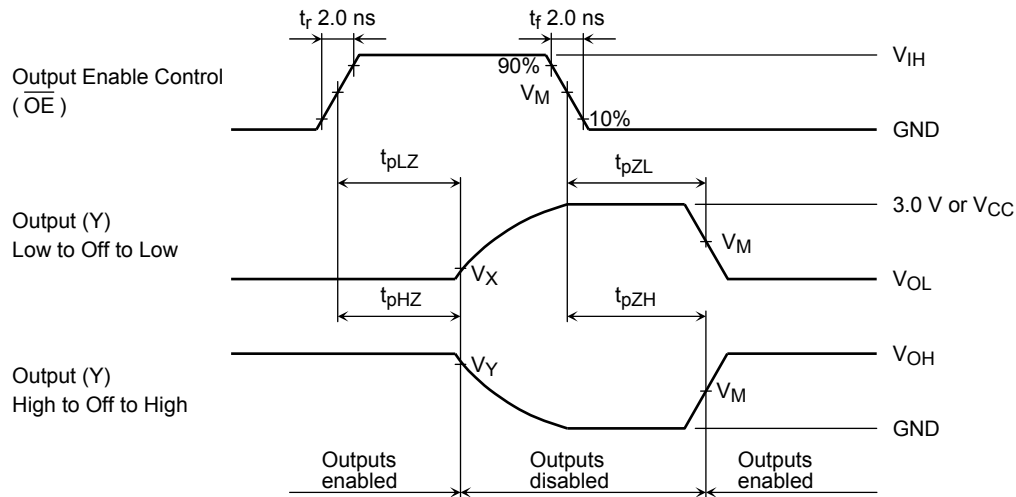 tr 2.0 ns
tf 2.0 ns
Output Enable Control
( OE )
90%
VM
10%
VIH
GND
tpLZ
tpZL
Output (Y)
Low to Off to Low
VX
VM
3.0 V or VCC
VOL
tpHZ
tpZH
Output (Y)
High to Off to High
VY
VM
VOH
GND
Outputs
enabled
Outputs
disabled
Outputs
enabled